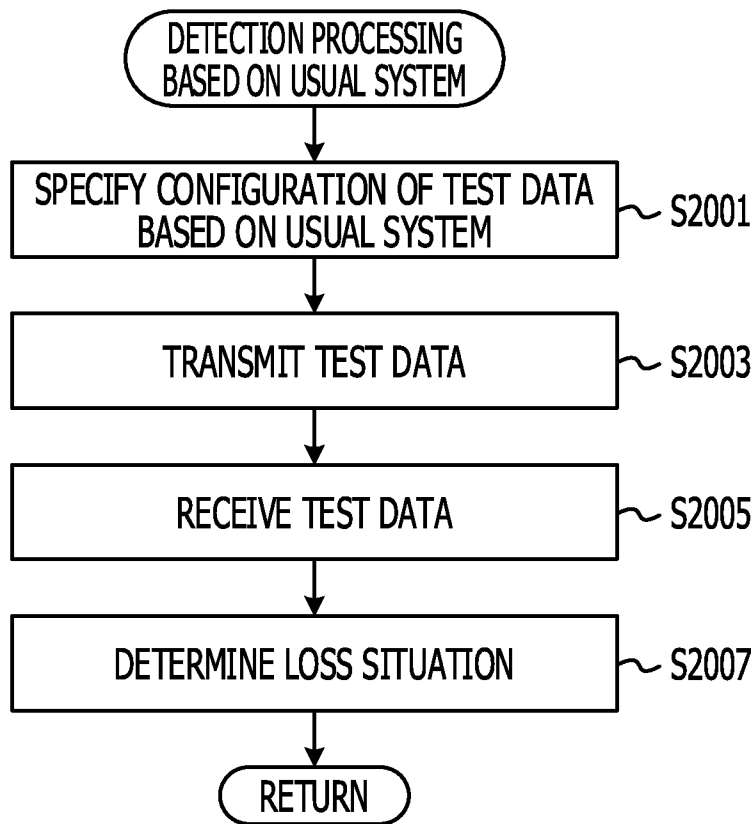 DETECTION PROCESSING
BASED ON USUAL SYSTEM
SPECIFY CONFIGURATION OF TEST DATA
BASED ON USUAL SYSTEM
S2001
TRANSMIT TEST DATA
S2003
RECEIVE TEST DATA
S2005
DETERMINE LOSS SITUATION
S2007
RETURN